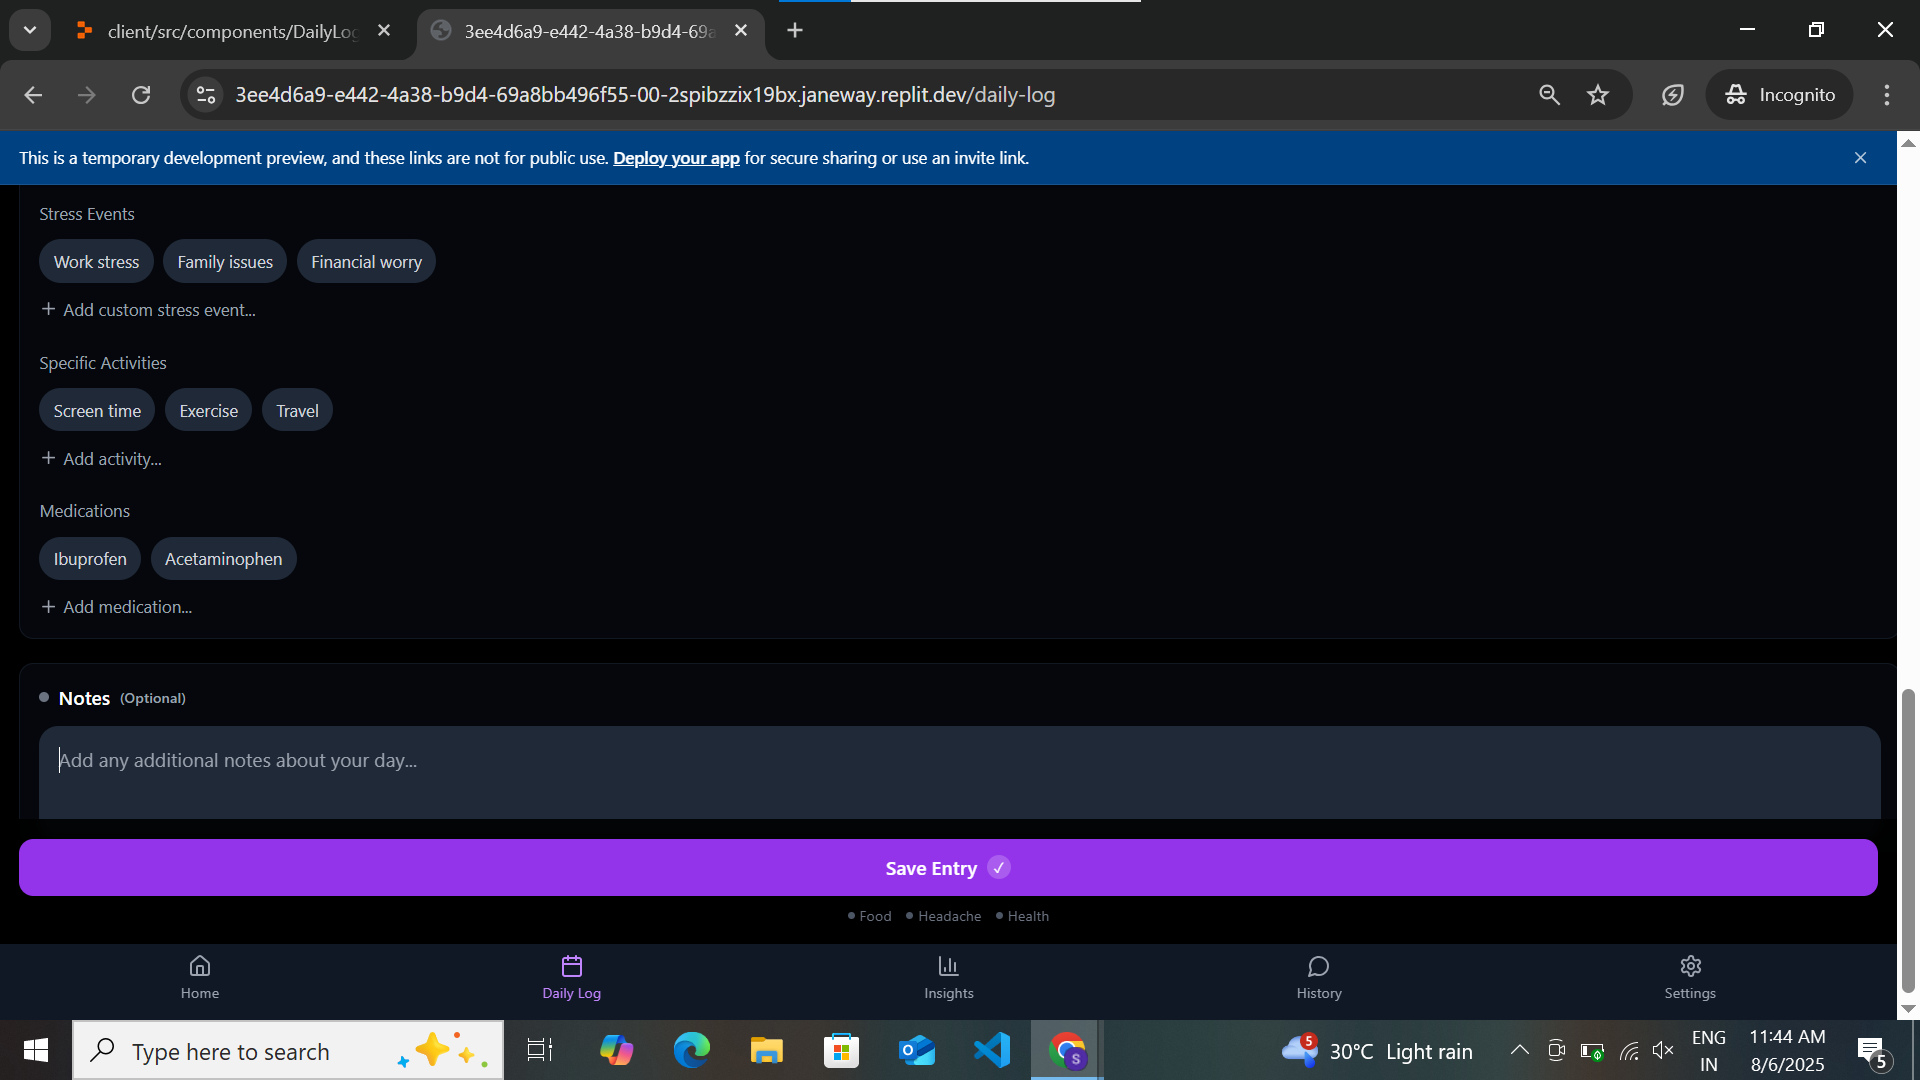 client/src/components/DailyLog
3ee4d6a9-e442-4a38-b9d4-69a
3ee4d6a9-e442-4a38-b9d4-69a8bb496f55-00-2spibzzix19bx.janeway.replit.dev/daily-log
Incognito
This is a temporary development preview, and these links are not for public use. Deploy your app for secure sharing or use an invite link.
Stress Events
Work stress Family issues Financial worry
+ Add custom stress event...
Specific Activities
Screen time Exercise Travel
+ Add activity...
Medications
Ibuprofen Acetaminophen
+ Add medication...
Notes (Optional)
Add any additional notes about your day...
Save Entry ✓
Food Headache Health
Home Daily Log Insights History Settings
Type here to search
5
30°C Light rain
S
ENG
IN
11:44 AM
8/6/2025
5